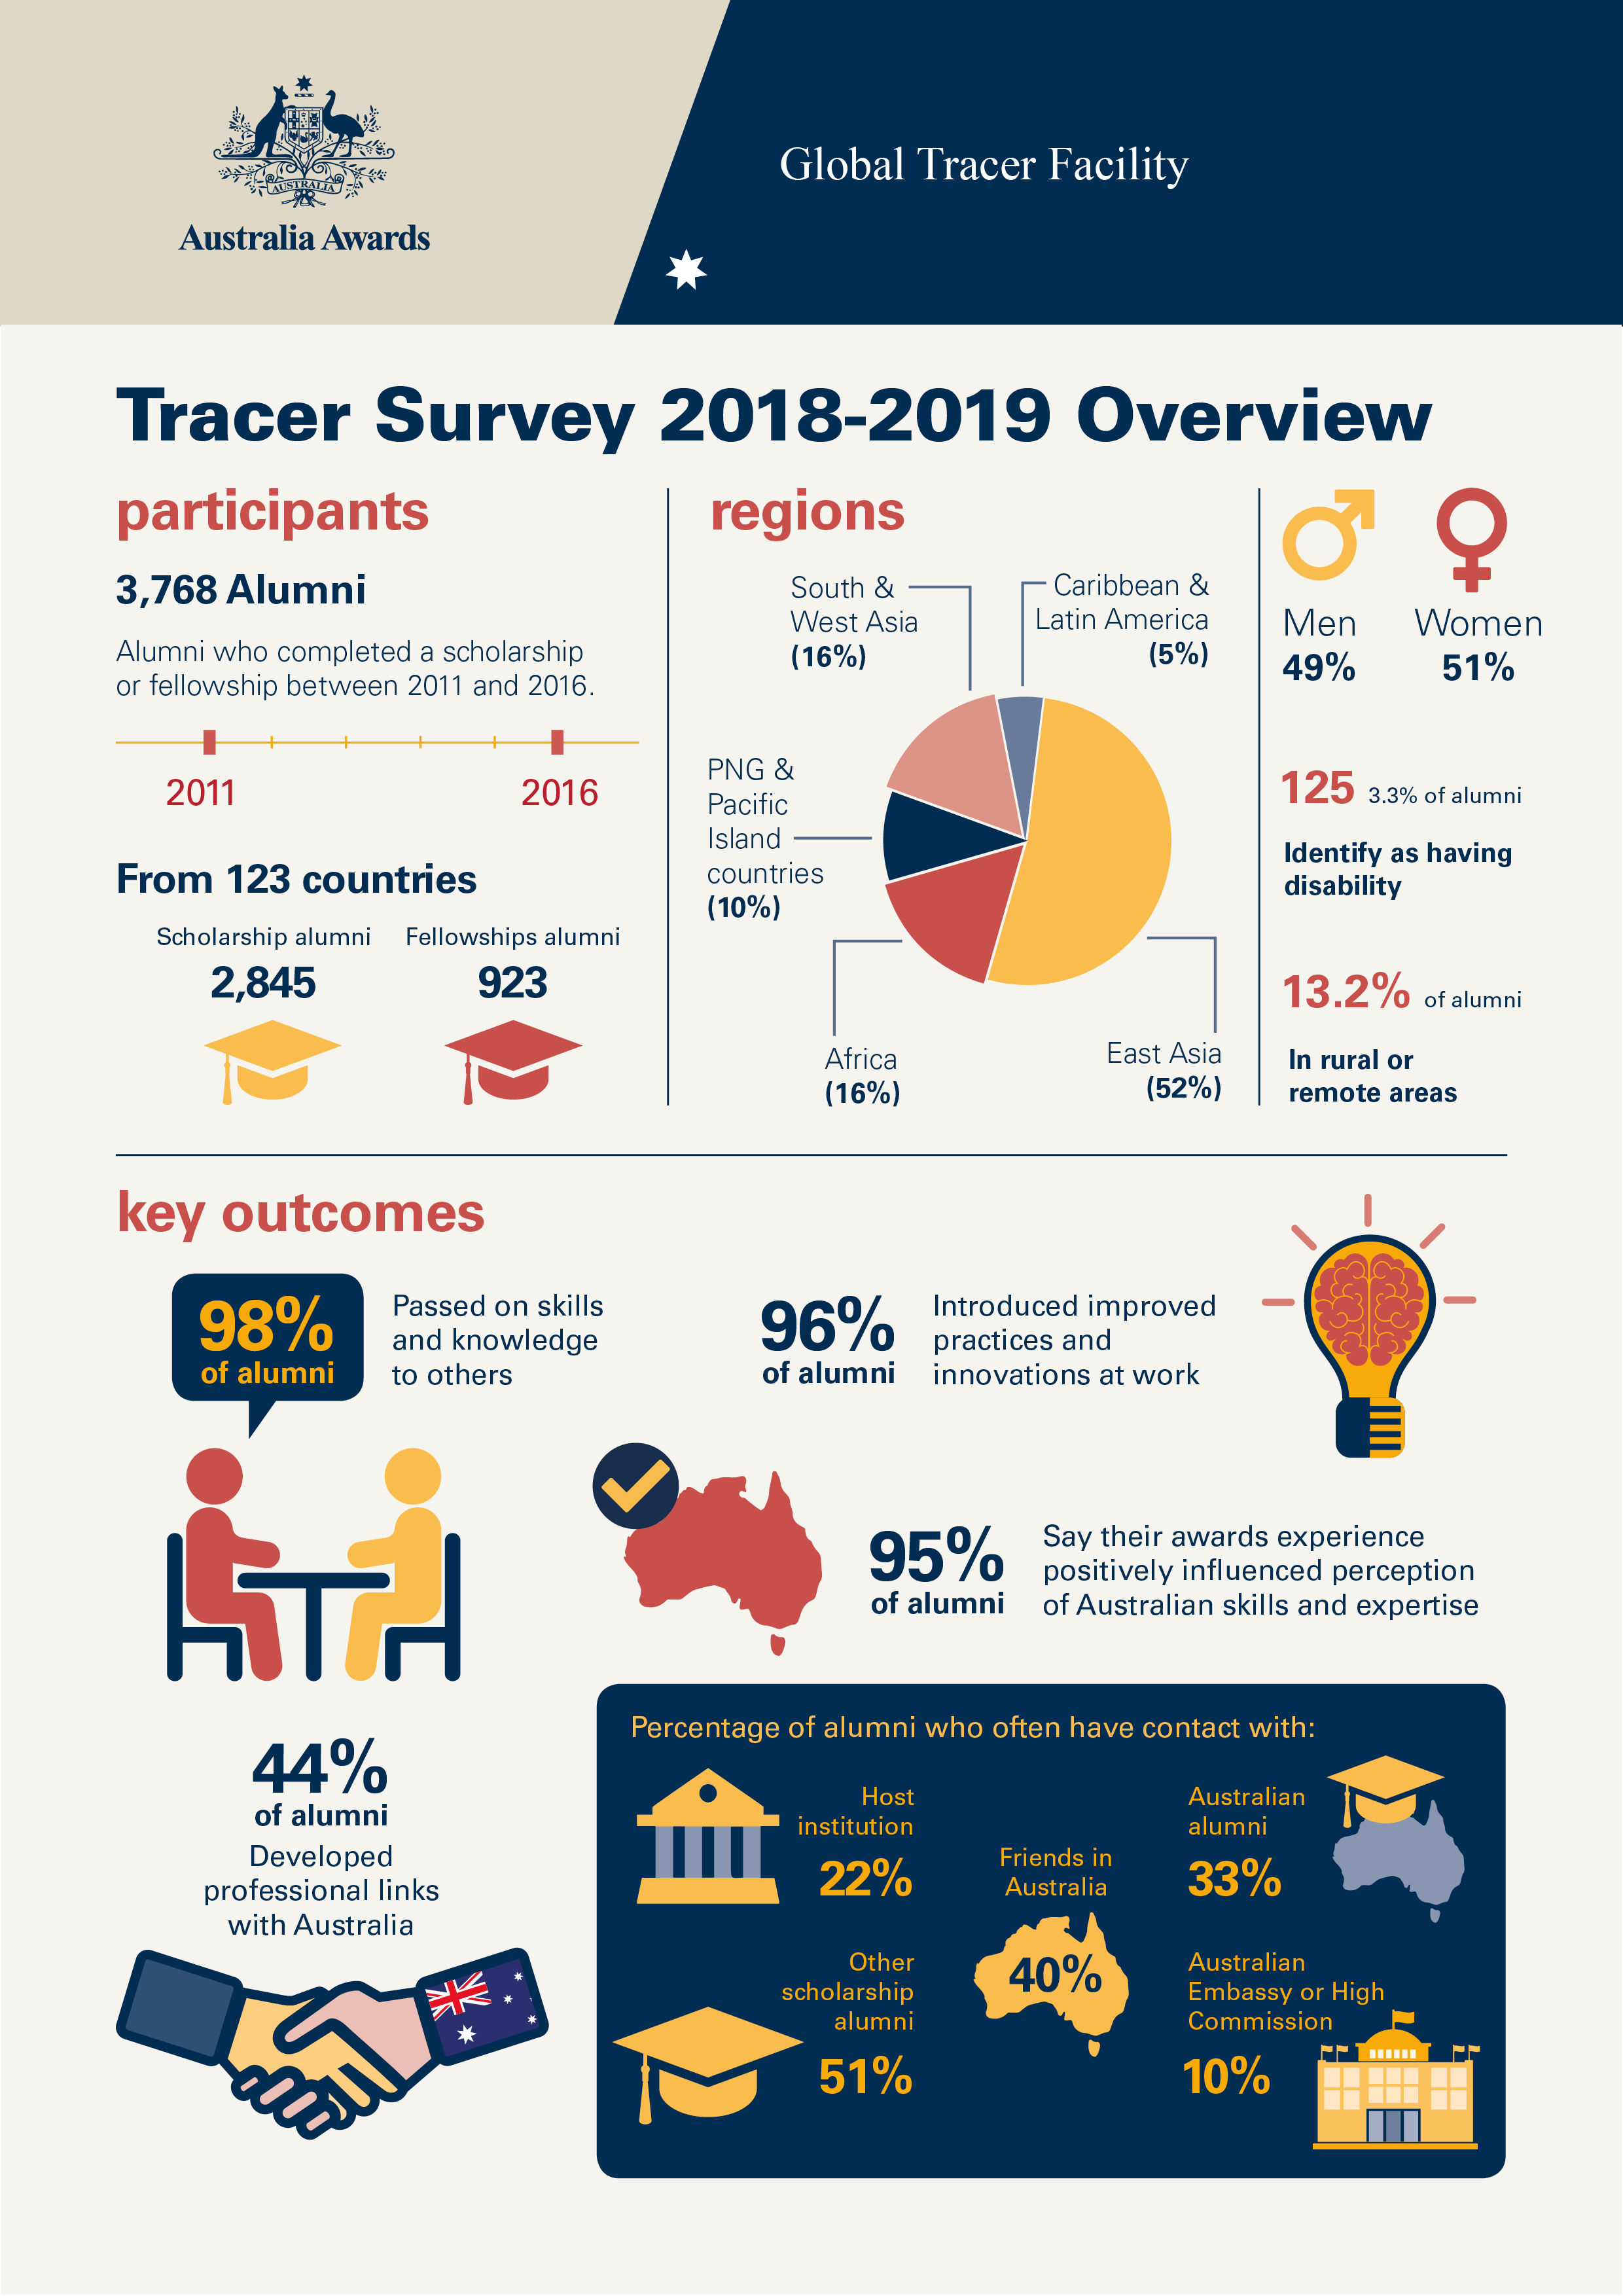 AUSTRALIA
Australia Awards
Global Tracer Facility
Tracer Survey 2018-2019 Overview
participants
3,768 Alumni
Alumni who completed a scholarship
or fellowship between 2011 and 2016.
2011
2016
From 123 countries
Scholarship alumni
2,845
Fellowships alumni
923
regions
South &
West Asia
(16%)
Caribbean &
Latin America
(5%)
PNG &
Pacific
Island
countries
(10%)
Africa
(16%)
East Asia
(52%)
Men
49%
Women
51%
125 3.3% of alumni
Identify as having
disability
13.2% of alumni
In rural or
remote areas
key outcomes
98%
of alumni
Passed on skills
and knowledge
to others
96%
of alumni
Introduced improved
practices and
innovations at work
95%
of alumni
Say their awards experience
positively influenced perception
of Australian skills and expertise
44%
of alumni
Developed
professional links
with Australia
Percentage of alumni who often have contact with:
Host
institution
22%
Friends in
Australia
40%
Australian
alumni
33%
Other
scholarship
alumni
51%
Australian
Embassy or High
Commission
10%